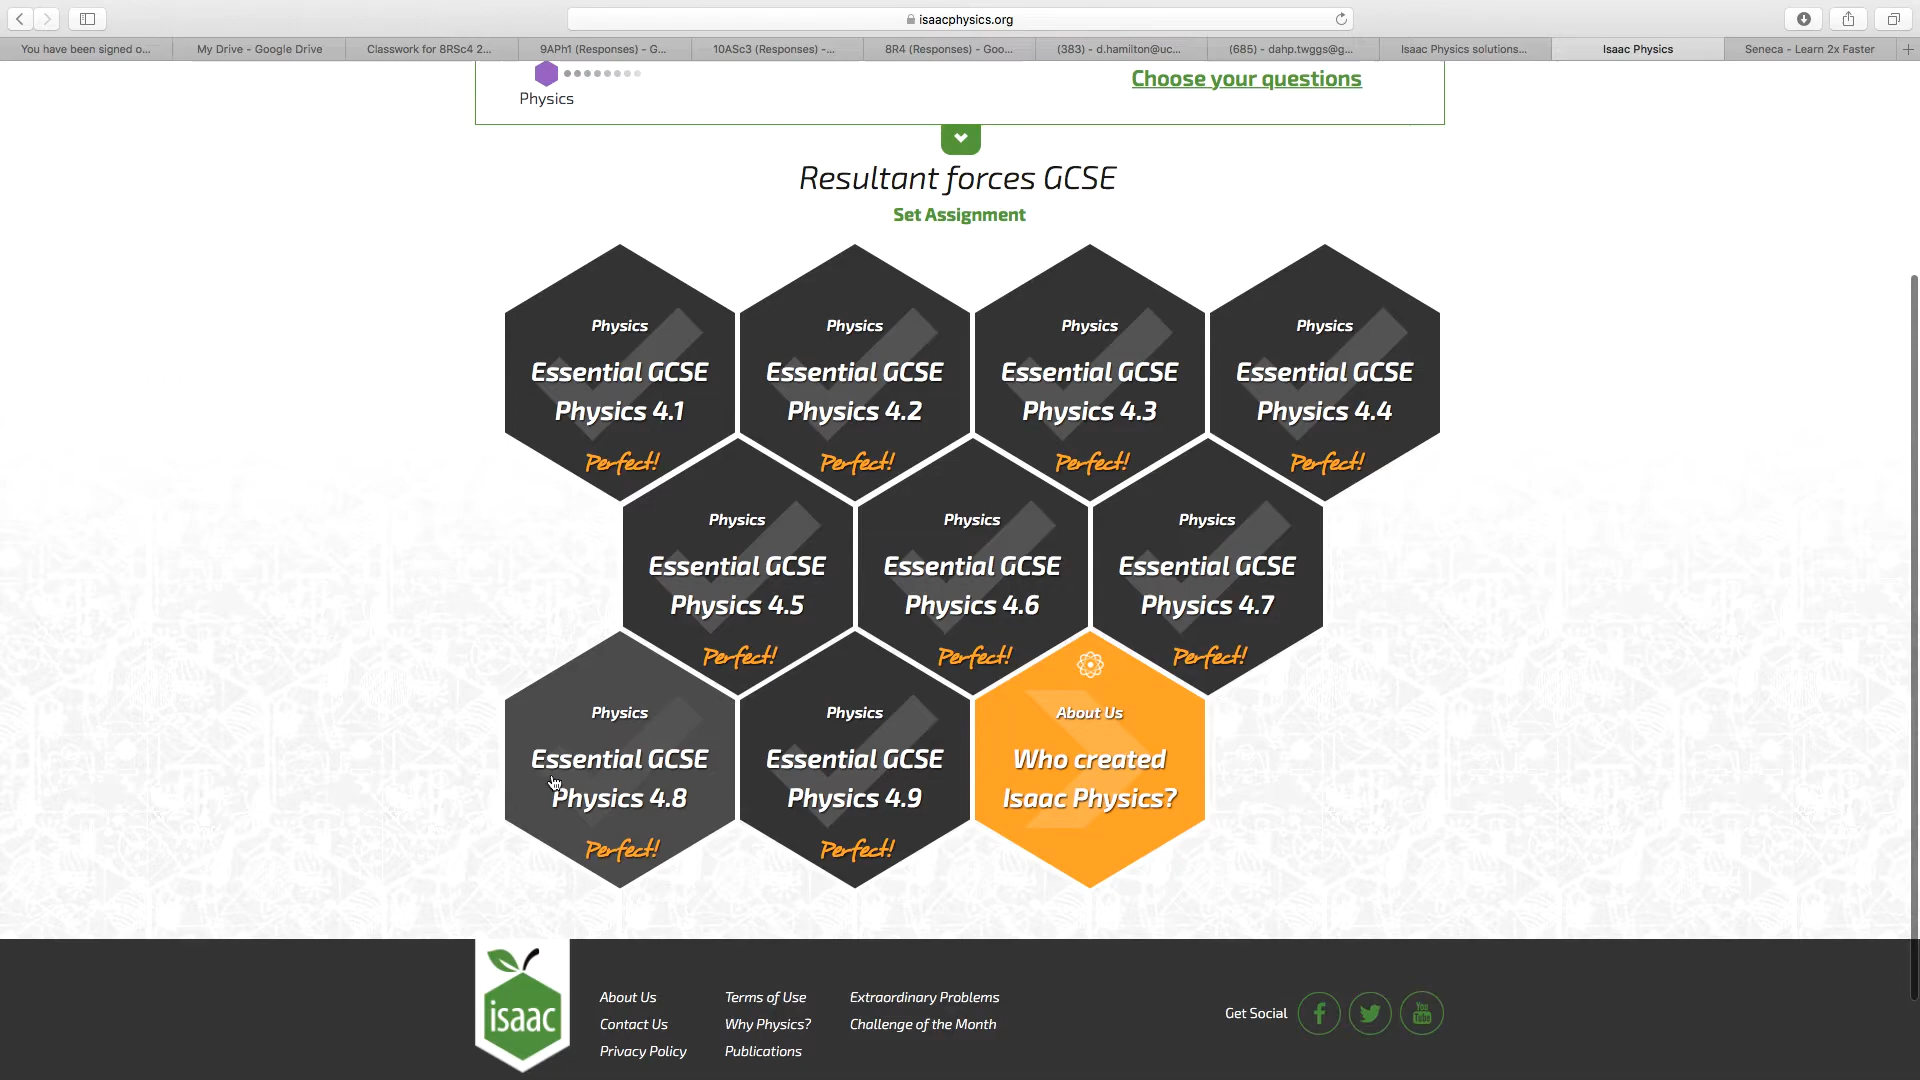 isaacphysics.org
You have been signed o...
My Drive - Google Drive
Classwork for 8RSc4 2...
9APh1 (Responses) - G...
10ASc3 (Responses) -...
8R4 (Responses) - Goo...
(383) - d.hamilton@uc...
(685) - dahp.twggs@g...
Isaac Physics solutions...
Isaac Physics
Seneca - Learn 2x Faster
Physics
Choose your questions
Resultant forces GCSE
Set Assignment
Physics
Essential GCSE
Physics 4.1
Perfect!
Physics
Essential GCSE
Physics 4.2
Perfect!
Physics
Essential GCSE
Physics 4.3
Perfect!
Physics
Essential GCSE
Physics 4.4
Perfect!
Physics
Essential GCSE
Physics 4.5
Perfect!
Physics
Essential GCSE
Physics 4.6
Perfect!
Physics
Essential GCSE
Physics 4.7
Perfect!
Physics
Essential GCSE
Physics 4.8
Perfect!
Physics
Essential GCSE
Physics 4.9
Perfect!
About Us
Who created
Isaac Physics?
isaac
About Us
Contact Us
Privacy Policy
Terms of Use
Why Physics?
Publications
Extraordinary Problems
Challenge of the Month
Get Social
You
Tube